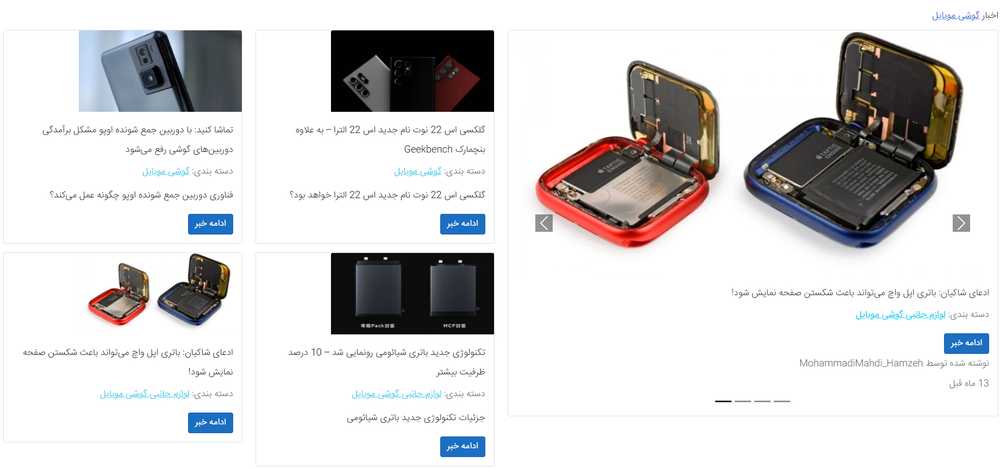 اخبار گوشی موبایل
TAPTIC ENGINE
TAPTIC ENGINE
ادعای شاکیان: باتری اپل واچ می‌تواند باعث شکستن صفحه نمایش شود!
دسته بندی: لوازم جانبی گوشی موبایل
ادامه خبر
نوشته شده توسط MohammadiMahdi_Hamzeh
13 ماه قبل
گلکسی اس 22 نوت نام جدید اس 22 الترا – به علاوه
بنچمارک Geekbench
دسته بندی: گوشی موبایل
گلکسی اس 22 نوت نام جدید اس 22 الترا خواهد بود؟
ادامه خبر
تماشا کنید: با دوربین جمع شونده اوپو مشکل برآمدگی
دوربین‌های گوشی رفع می‌شود
دسته بندی: گوشی موبایل
فناوری دوربین جمع شونده اوپو چگونه عمل می‌کند؟
ادامه خبر
常规Pack封装 MCP封装
تکنولوژی جدید باتری شیائومی رونمایی شد – 10 درصد
ظرفیت بیشتر
دسته بندی: لوازم جانبی گوشی موبایل
جزئیات تکنولوژی جدید باتری شیائومی
ادامه خبر
ادعای شاکیان: باتری اپل واچ می‌تواند باعث شکستن صفحه
نمایش شود!
دسته بندی: لوازم جانبی گوشی موبایل
ادامه خبر